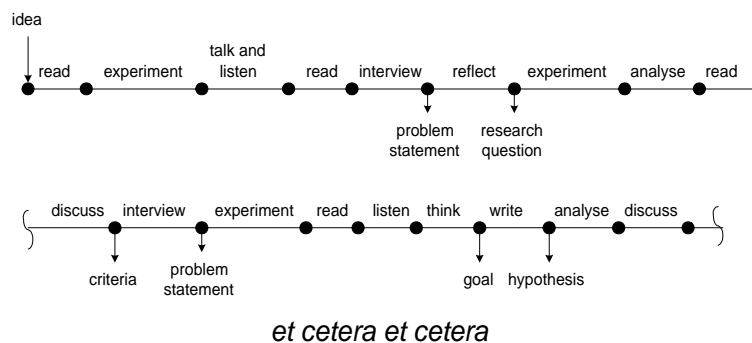 idea
read experiment talk and listen read interview reflect experiment analyse read
problem statement
research question
discuss interview experiment read listen think write analyse discuss
criteria
problem statement
goal
hypothesis
et cetera et cetera